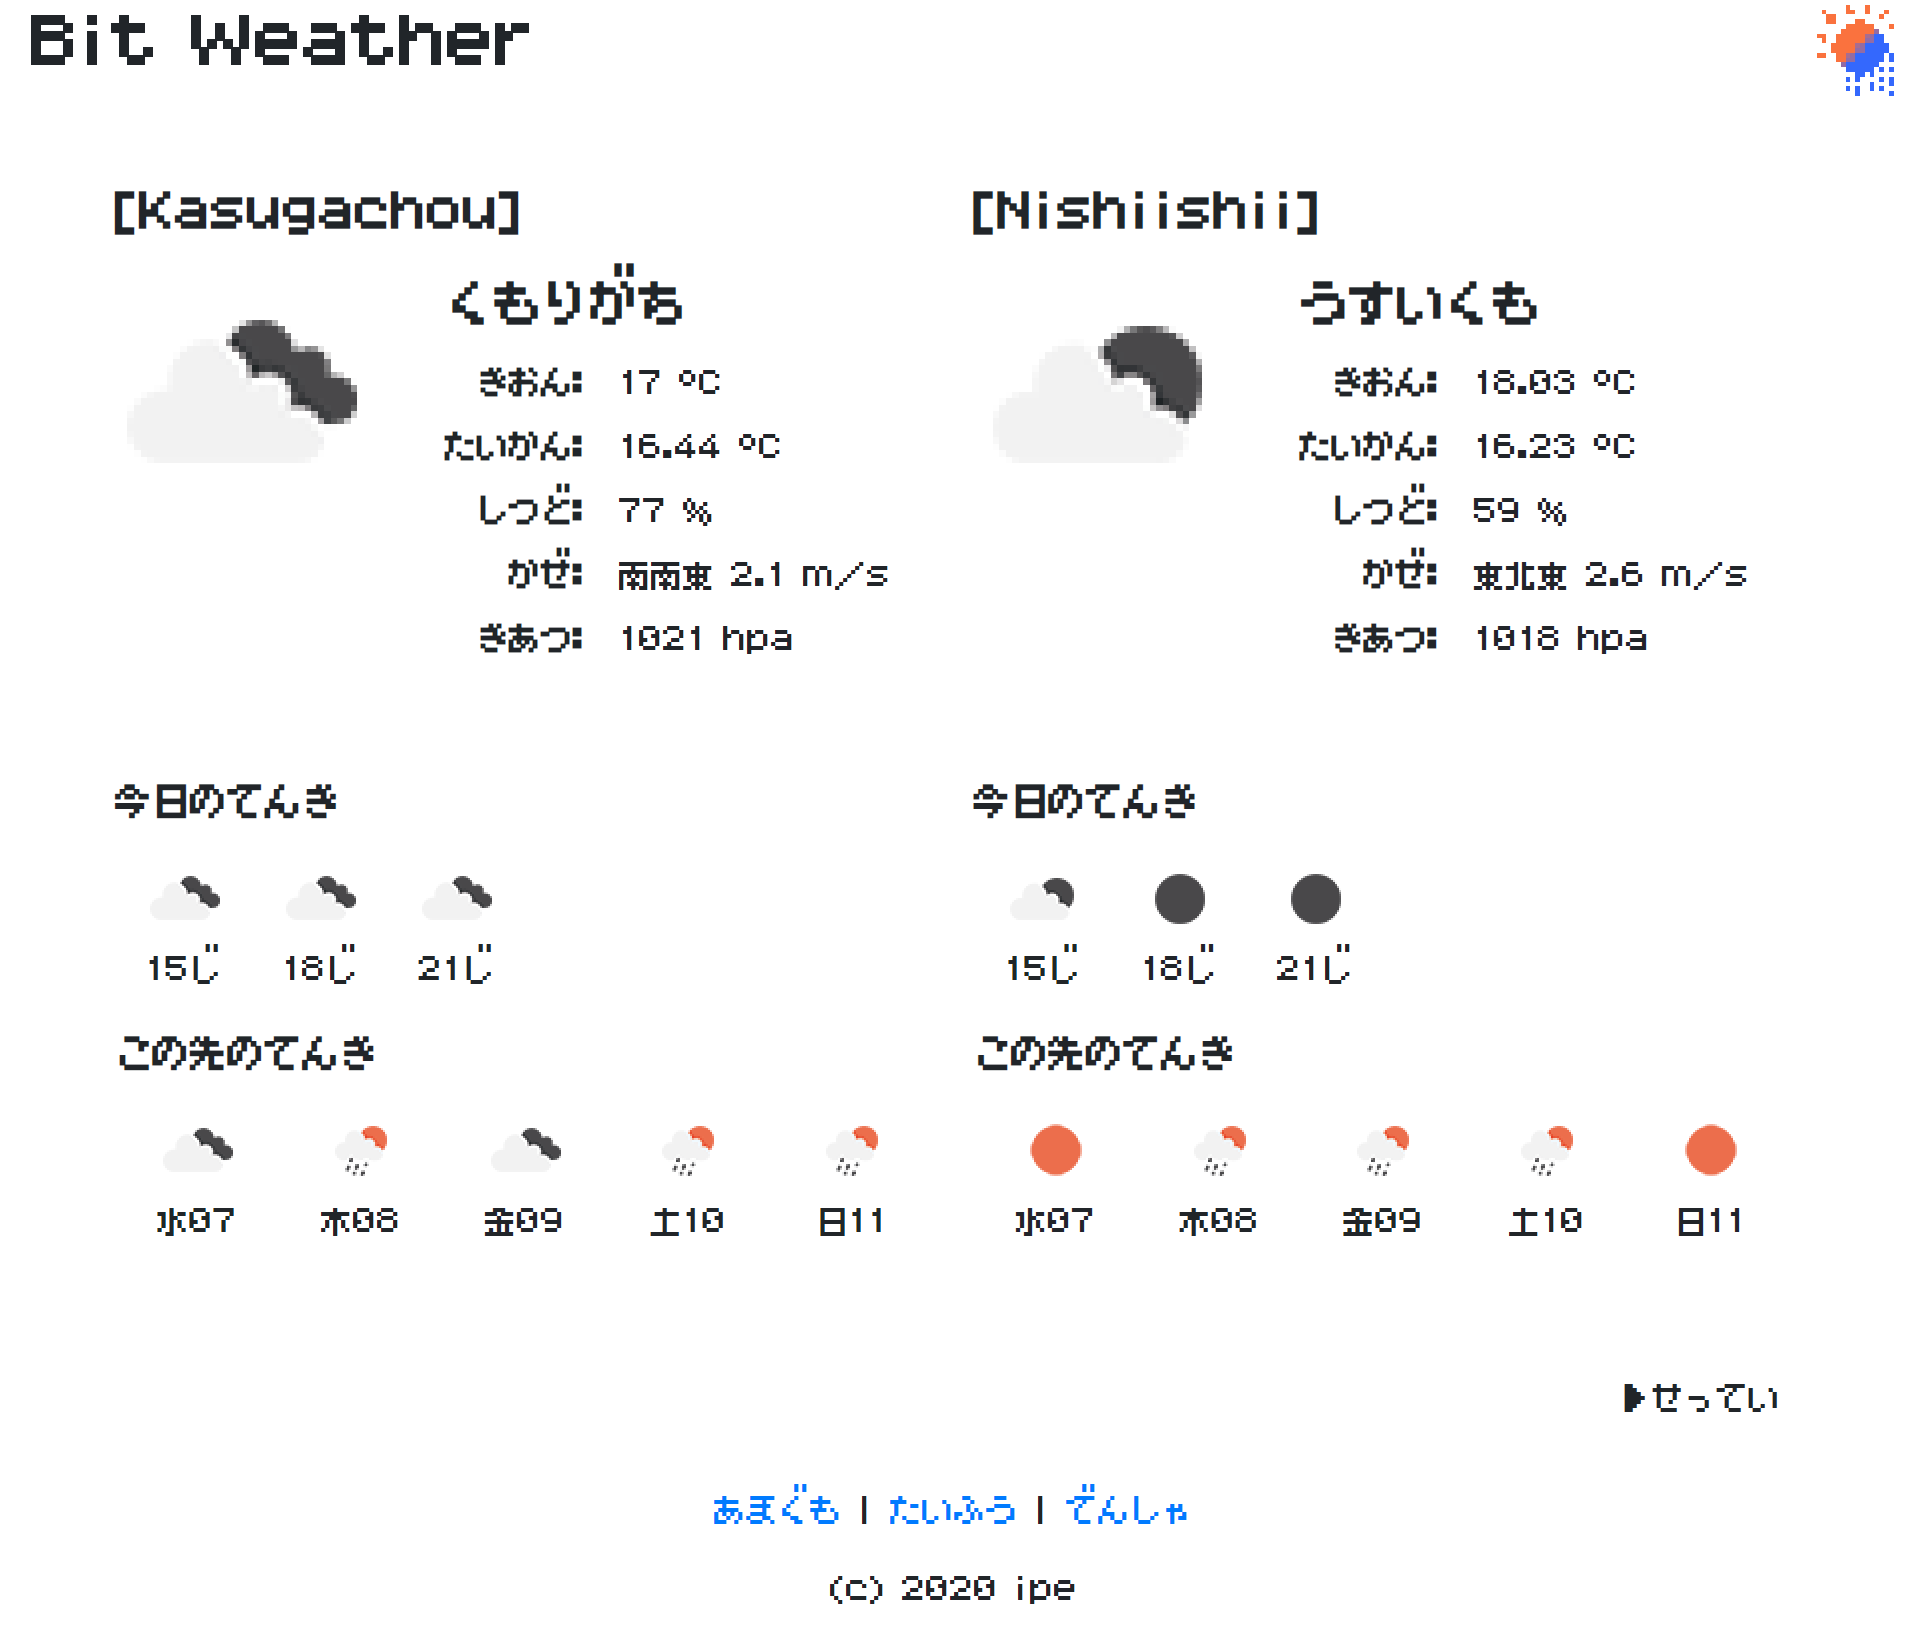 Bit Weather
[Kasugachou]
くもりがち
きおん: 17 ºC
たいかん: 16.44 ºC
しつど: 77 %
かぜ: 南南東 2.1 m/s
きあつ: 1021 hpa
今日のてんき
15じ 18じ 21じ
この先のてんき
水07 木08 金09 土10 日11
[Nishiishii]
うすいくも
きおん: 18.03 ºC
たいかん: 16.23 ºC
しつど: 59 %
かぜ: 東北東 2.6 m/s
きあつ: 1018 hpa
今日のてんき
15じ 18じ 21じ
この先のてんき
水07 木08 金09 土10 日11
▶せってい
あまぐも | たいふう | でんしゃ
(c) 2020 ipe